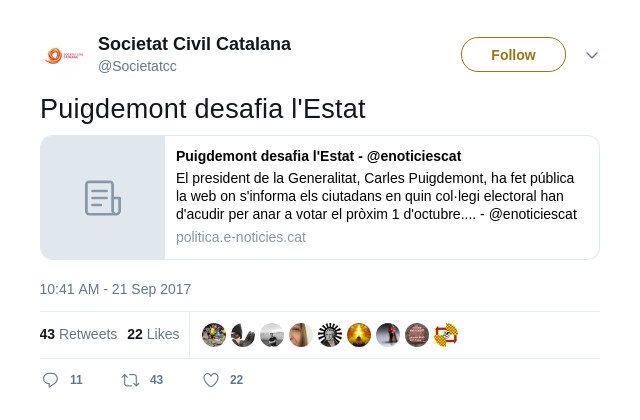 Societat Civil Catalana
@Societatcc
Follow
Puigdemont desafia l'Estat
Puigdemont desafia l'Estat - @enoticiescat
El president de la Generalitat, Carles Puigdemont, ha fet pública
la web on s'informa els ciutadans en quin col·legi electoral han
d'acudir per anar a votar el pròxim 1 d'octubre.... - @enoticiescat
politica.e-noticies.cat
10:41 AM - 21 Sep 2017
43 Retweets 22 Likes
11 43 22